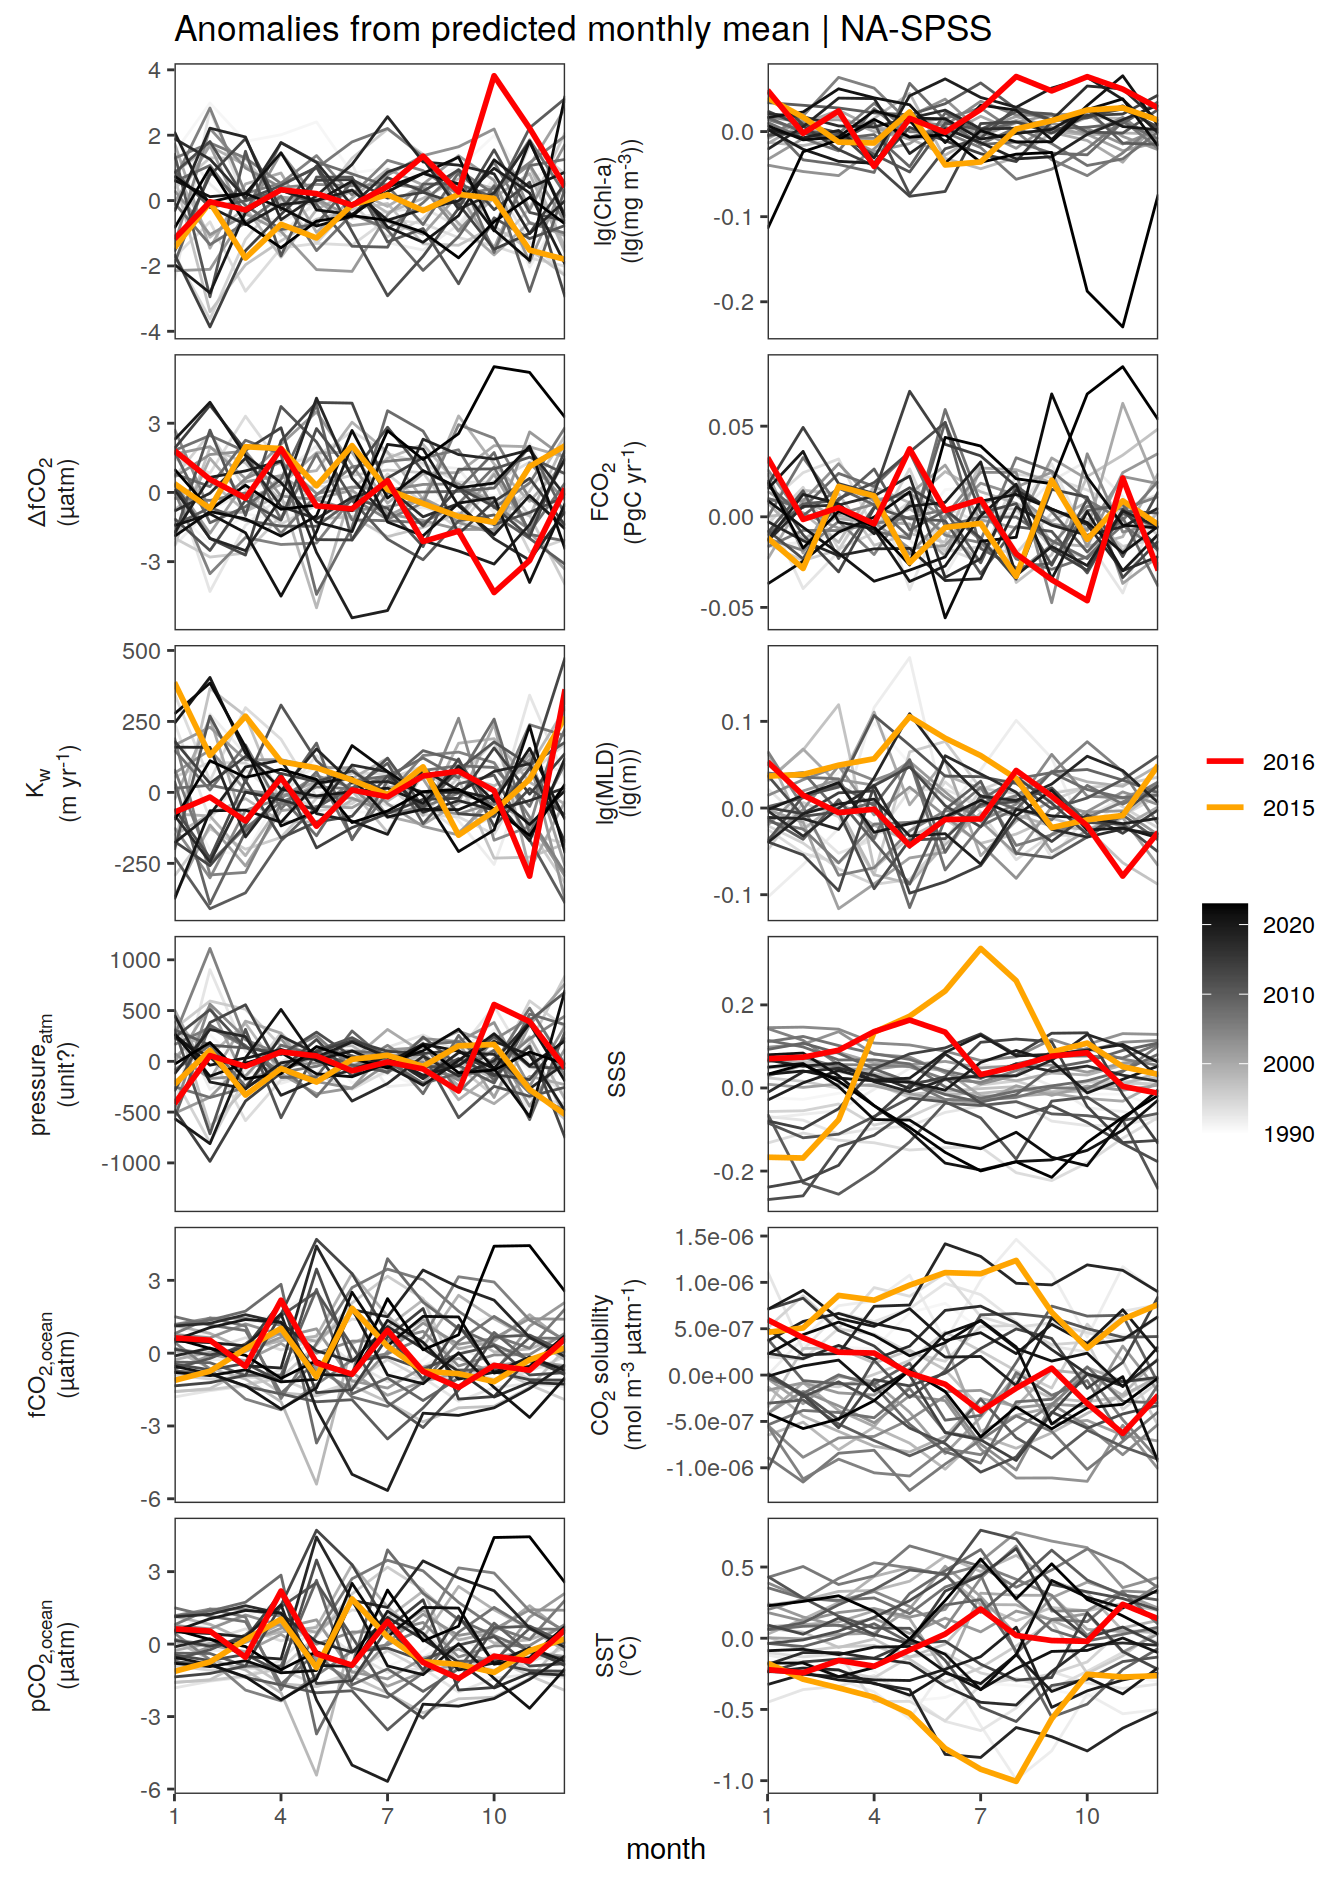 Anomalies from predicted monthly mean | NA-SPSS
4
2
0
-2
-4
lg(Chl-a)
(lg(mg m-3))
0.0
-0.1
-0.2
ΔfCO2
(µatm)
3
0
-3
FCO2
(PgC yr-1)
0.05
0.00
-0.05
Kw
(m yr-1)
500
250
0
-250
lg(MLD)
(lg(m))
0.1
0.0
-0.1
2016
2015
pressureatm
(unit?)
1000
500
0
-500
-1000
SSS
0.2
0.0
-0.2
2020
2010
2000
1990
fCO2,ocean
(µatm)
3
0
-3
-6
CO2 solubility
(mol m-3 µatm-1)
1.5e-06
1.0e-06
5.0e-07
0.0e+00
-5.0e-07
-1.0e-06
pCO2,ocean
(µatm)
3
0
-3
-6
SST
(°C)
0.5
0.0
-0.5
-1.0
1 4 7 10
1 4 7 10
month